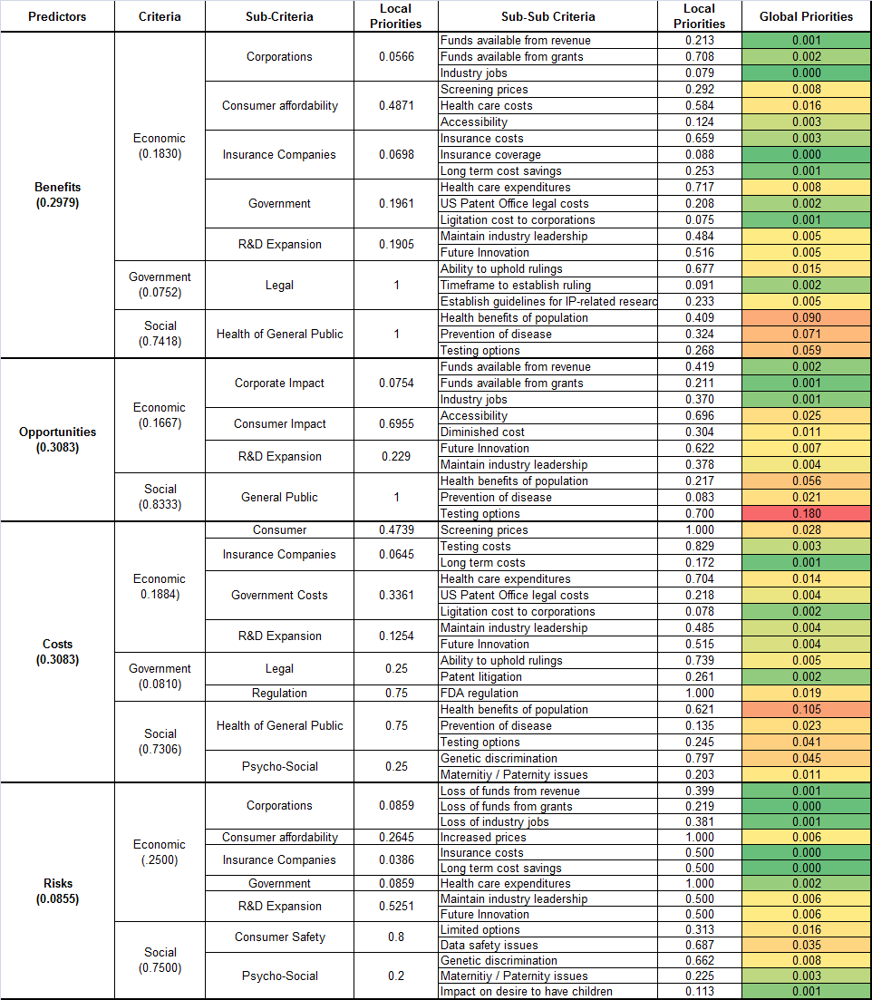 Predictors Criteria Sub-Criteria Local Priorities Sub-Sub Criteria Local Priorities Global Priorities
Benefits (0.2979) Economic (0.1830) Corporations 0.0566 Funds available from revenue 0.213 0.001
Funds available from grants 0.708 0.002
Industry jobs 0.079 0.000
Consumer affordability 0.4871 Screening prices 0.292 0.008
Health care costs 0.584 0.016
Accessibility 0.124 0.003
Insurance Companies 0.0698 Insurance costs 0.659 0.003
Insurance coverage 0.088 0.000
Long term cost savings 0.253 0.001
Government 0.1961 Health care expenditures 0.717 0.008
US Patent Office legal costs 0.208 0.002
Ligitation cost to corporations 0.075 0.001
R&D Expansion 0.1905 Maintain industry leadership 0.484 0.005
Future Innovation 0.516 0.005
Government (0.0752) Legal 1 Ability to uphold rulings 0.677 0.015
Timeframe to establish ruling 0.091 0.002
Establish guidelines for IP-related researc 0.233 0.005
Social (0.7418) Health of General Public 1 Health benefits of population 0.409 0.090
Prevention of disease 0.324 0.071
Testing options 0.268 0.059
Opportunities (0.3083) Economic (0.1667) Corporate Impact 0.0754 Funds available from revenue 0.419 0.002
Funds available from grants 0.211 0.001
Industry jobs 0.370 0.001
Consumer Impact 0.6955 Accessibility 0.696 0.025
Diminished cost 0.304 0.011
R&D Expansion 0.229 Future Innovation 0.622 0.007
Maintain industry leadership 0.378 0.004
Social (0.8333) General Public 1 Health benefits of population 0.217 0.056
Prevention of disease 0.083 0.021
Testing options 0.700 0.180
Costs (0.3083) Economic 0.1884) Consumer 0.4739 Screening prices 1.000 0.028
Insurance Companies 0.0645 Testing costs 0.829 0.003
Long term costs 0.172 0.001
Government Costs 0.3361 Health care expenditures 0.704 0.014
US Patent Office legal costs 0.218 0.004
Ligitation cost to corporations 0.078 0.002
R&D Expansion 0.1254 Maintain industry leadership 0.485 0.004
Future Innovation 0.515 0.004
Government (0.0810) Legal 0.25 Ability to uphold rulings 0.739 0.005
Patent litigation 0.261 0.002
Regulation 0.75 FDA regulation 1.000 0.019
Social (0.7306) Health of General Public 0.75 Health benefits of population 0.621 0.105
Prevention of disease 0.135 0.023
Testing options 0.245 0.041
Psycho-Social 0.25 Genetic discrimination 0.797 0.045
Maternitiy / Paternity issues 0.203 0.011
Risks (0.0855) Economic (.2500) Corporations 0.0859 Loss of funds from revenue 0.399 0.001
Loss of funds from grants 0.219 0.000
Loss of industry jobs 0.381 0.001
Consumer affordability 0.2645 Increased prices 1.000 0.006
Insurance Companies 0.0386 Insurance costs 0.500 0.000
Long term cost savings 0.500 0.000
Government 0.0859 Health care expenditures 1.000 0.002
R&D Expansion 0.5251 Maintain industry leadership 0.500 0.006
Future Innovation 0.500 0.006
Social (0.7500) Consumer Safety 0.8 Limited options 0.313 0.016
Data safety issues 0.687 0.035
Psycho-Social 0.2 Genetic discrimination 0.662 0.008
Maternitiy / Paternity issues 0.225 0.003
Impact on desire to have children 0.113 0.001